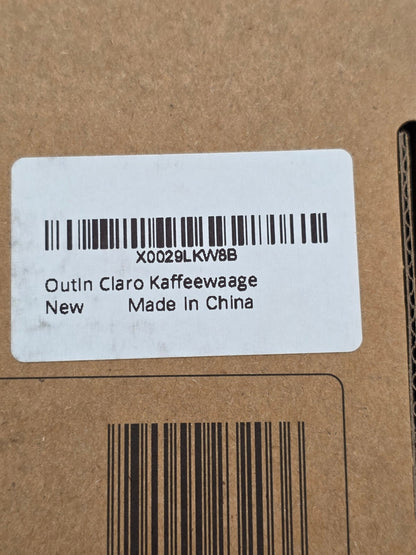 X0029LKW8B
OutIn Claro Kaffeewaage
New Made In China